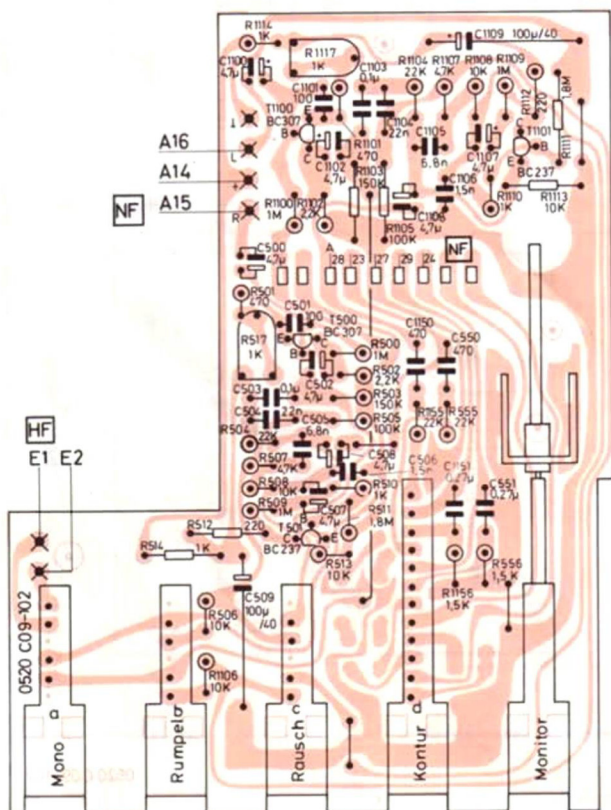 R1114
1K
R1117
1K
C1109 100µ/40
C1100
47µ
C1101
100
C1103
0,1µ
R1104
22K
R1107
47K
R1108
10K
R1109
1M
R1112
220
1,8M
R1111
T1100
BC307
E
B
C
C1104
22n
R1101
470
C1105
6,8n
C1107
4,7µ
T1101
C
B
E
BC237
A16
L
A14
+
A15
R
NF
C1102
4,7µ
R1103
150K
C1106
1,5n
R1100
1M
R1102
2,2K
R1105
100K
C1108
4,7µ
R1110
1K
R1113
10K
C500
47µ
A
28
23
27
29
24
NF
R501
470
C501
100
T500
BC307
E
C
B
R517
1K
R500
1M
C1150
470
C550
470
C502
4,7µ
R502
2,2K
C503
0,1µ
R503
150K
C504
22n
C505
6,8n
R505
100K
R1155
22K
R555
22K
R504
22K
HF
E1
E2
R507
47K
C508
4,7µ
C506
1,5n
R508
10K
R510
1K
C1151
0,27µ
C551
0,27µ
R509
1M
C507
4,7µ
R511
1,8M
B
R512
220
T501
C
E
BC237
R514
1K
R513
10K
R1156
1,5K
R556
1,5K
C509
100µ
/40
0520 C09-102
R506
10K
R1106
10K
a
Mono
Rumpel
a
Rausch
c
Kontur
d
Monitor